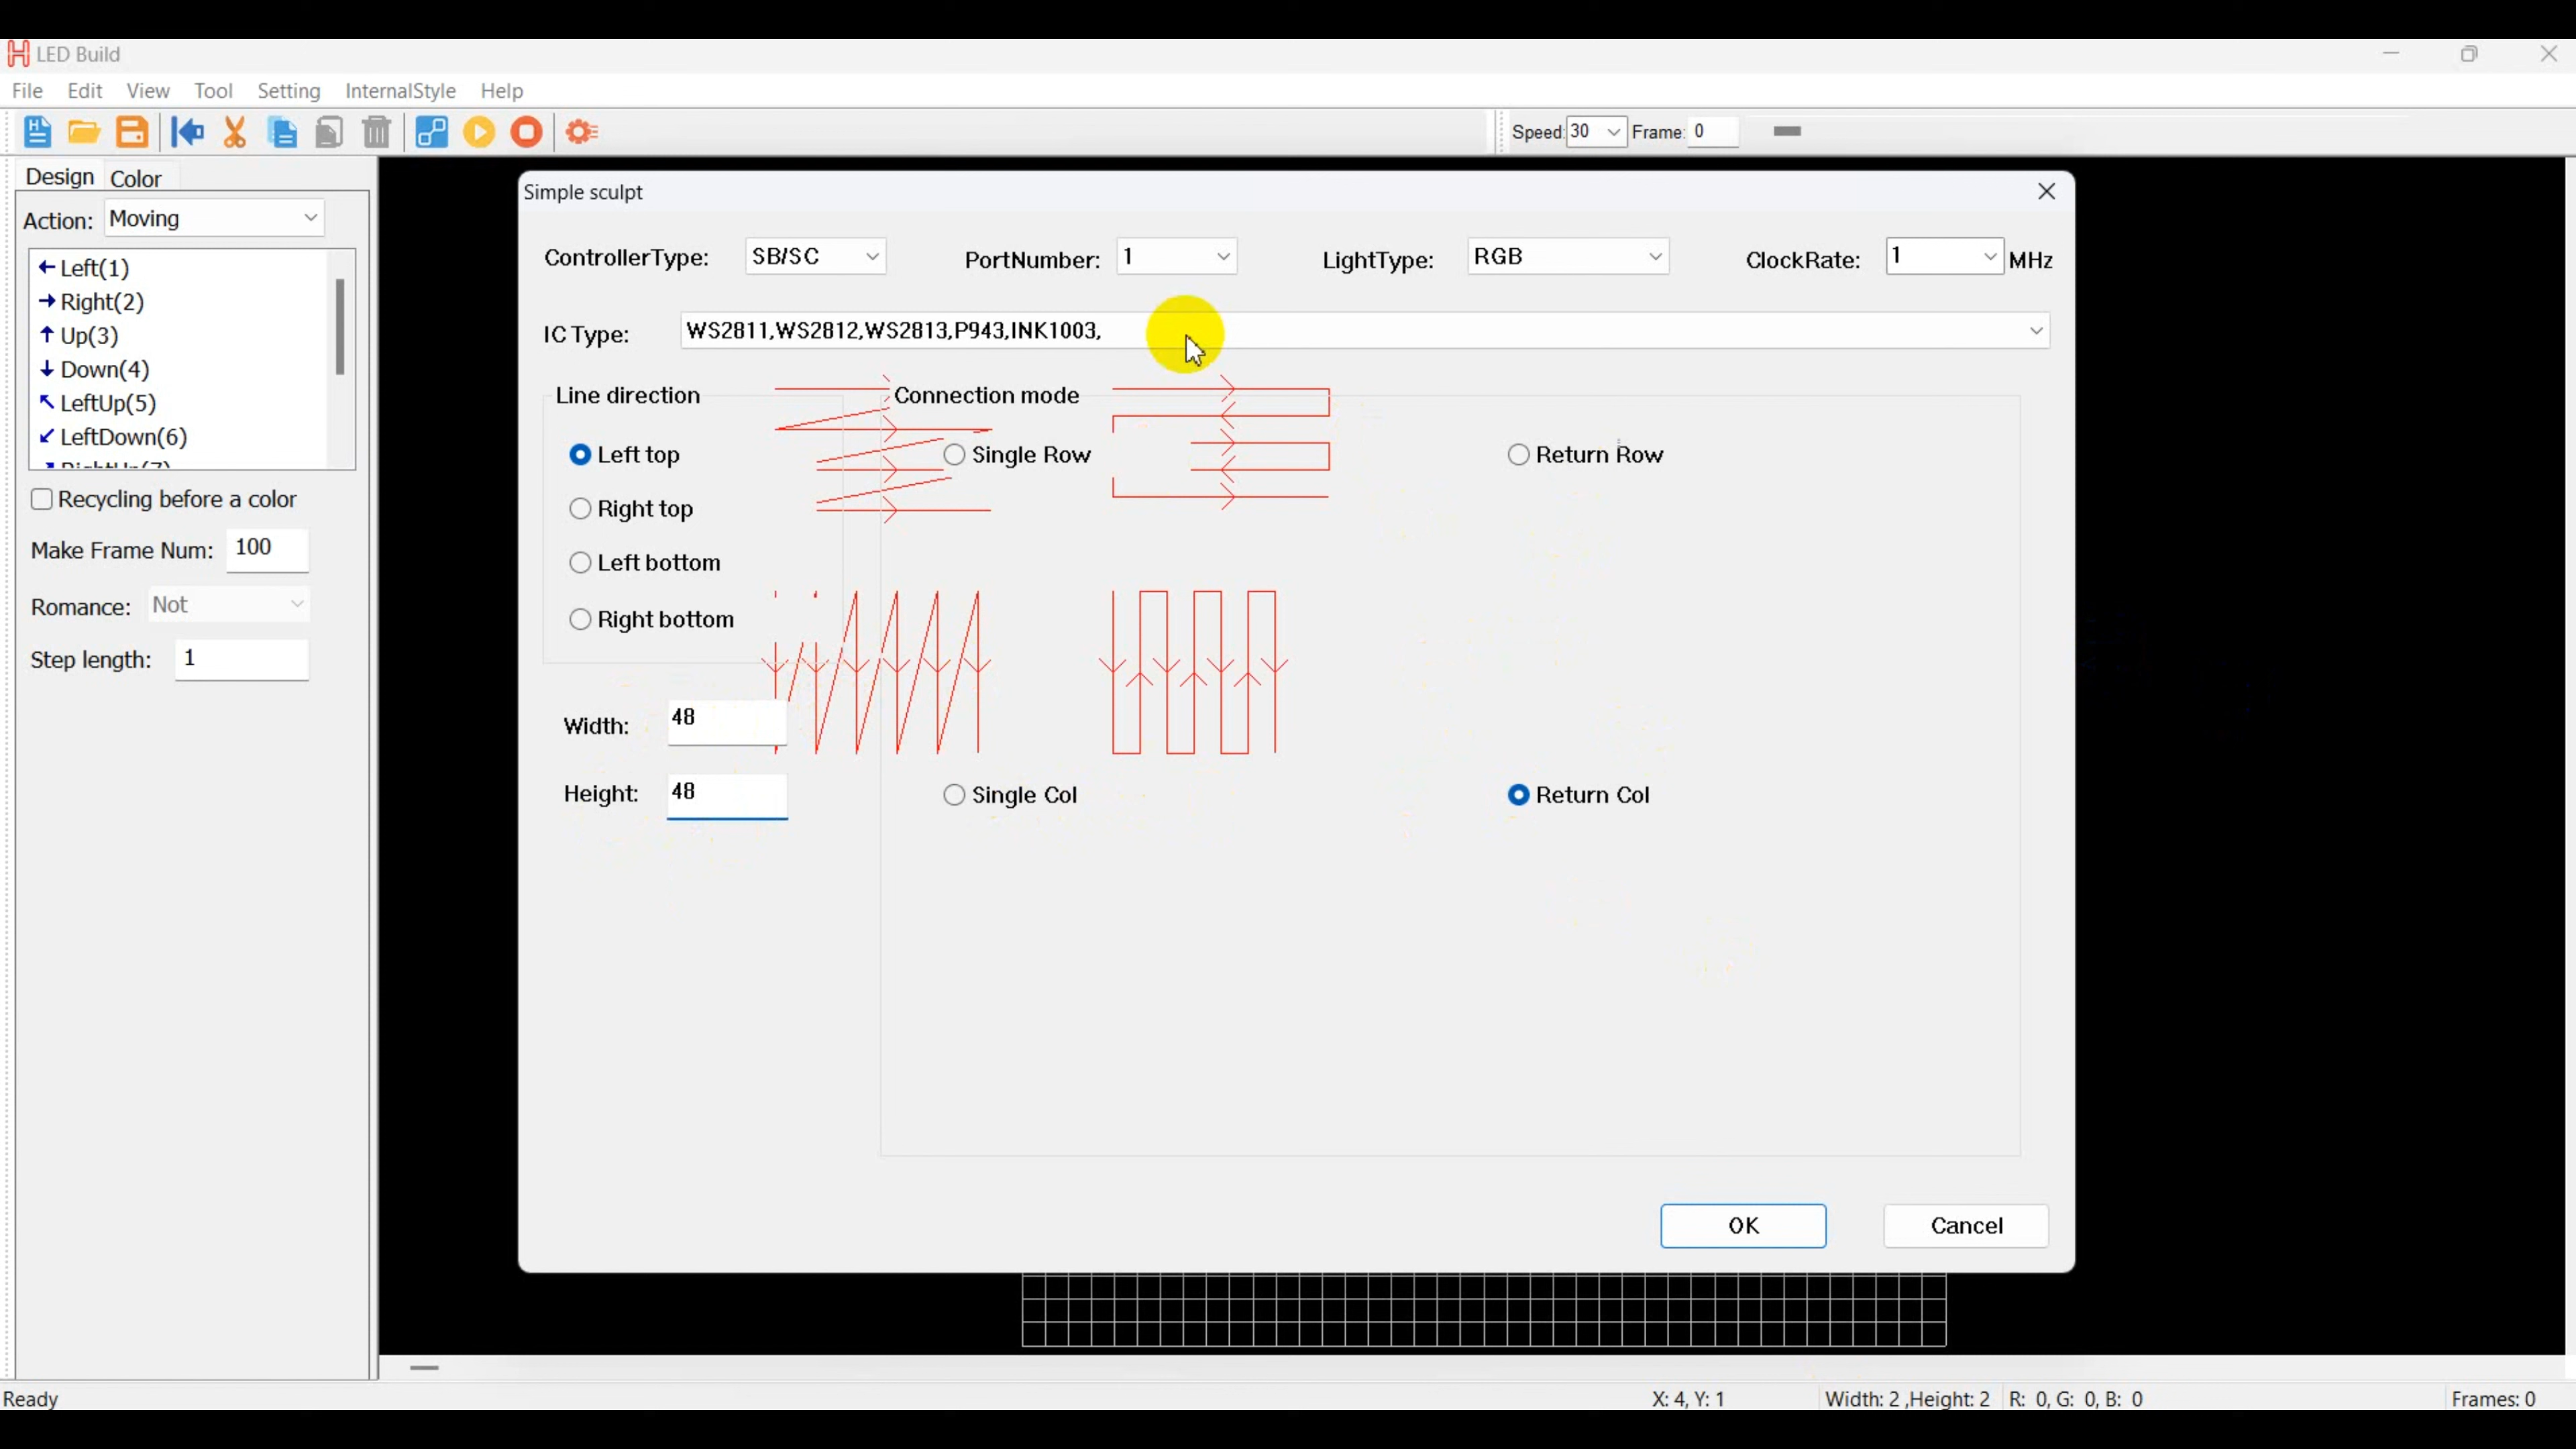 LED Build
File Edit View Tool Setting InternalStyle Help
Speed: 30 Frame: 0
Design Color
Action: Moving
Left(1)
Right(2)
Up(3)
Down(4)
LeftUp(5)
LeftDown(6)
Recycling before a color
Make Frame Num: 100
Romance: Not
Step length: 1
Simple sculpt
ControllerType: SB/SC PortNumber: 1 LightType: RGB ClockRate: 1 MHz
IC Type: WS2811,WS2812,WS2813,P943,INK1003,
Line direction
Left top
Right top
Left bottom
Right bottom
Width: 48
Height: 48
Connection mode
Single Row Return Row
Single Col Return Col
OK Cancel
Ready X: 4, Y: 1 Width: 2 ,Height: 2 R: 0, G: 0, B: 0 Frames: 0